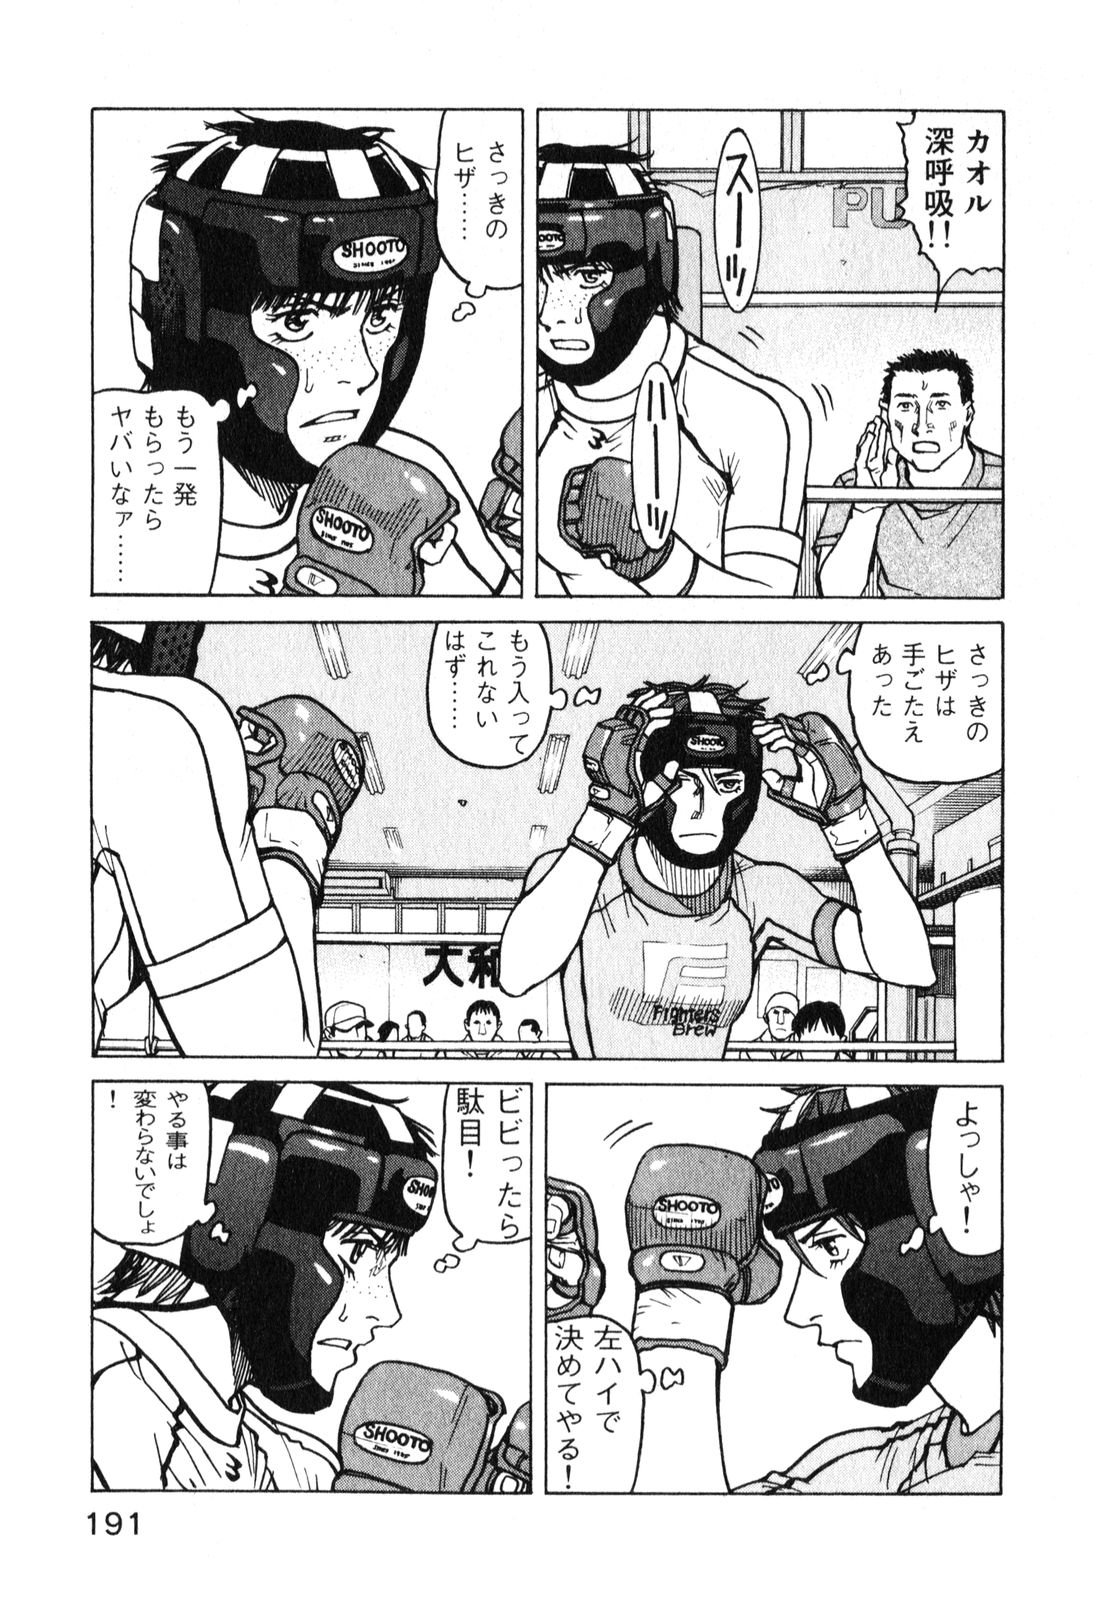 カオル
深呼吸!!
スーーッ
ハーーッ
PU
SHOOTO
さっきの
ヒザ……
もう一発
もらったら
ヤバいなァ……
SHOOTO
SHOOTO
さっきの
ヒザは
手ごたえ
あった
もう入って
これない
はず……
SHOOTO
大和
Fighters
Brew
よっしゃ!
左ハイで
決めてやる!
SHOOTO
ビビったら
駄目!
やる事は
変わらないでしょ
!
SHOOTO
SHOOTO
191